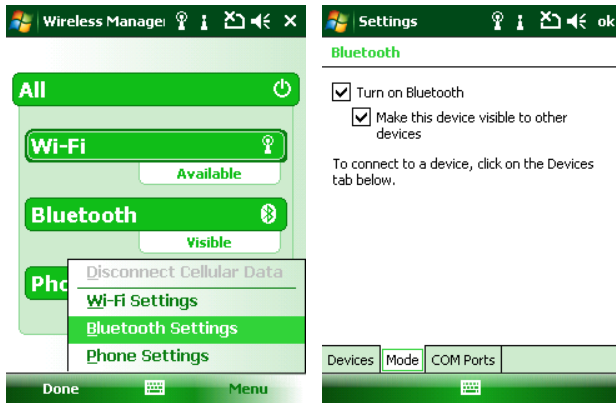 Wireless Manager
All
Wi-Fi
Available
Bluetooth
Visible
Pho
Disconnect Cellular Data
Wi-Fi Settings
Bluetooth Settings
Phone Settings
Done
Menu
Settings
ok
Bluetooth
Turn on Bluetooth
Make this device visible to other
devices
To connect to a device, click on the Devices
tab below.
Devices Mode COM Ports